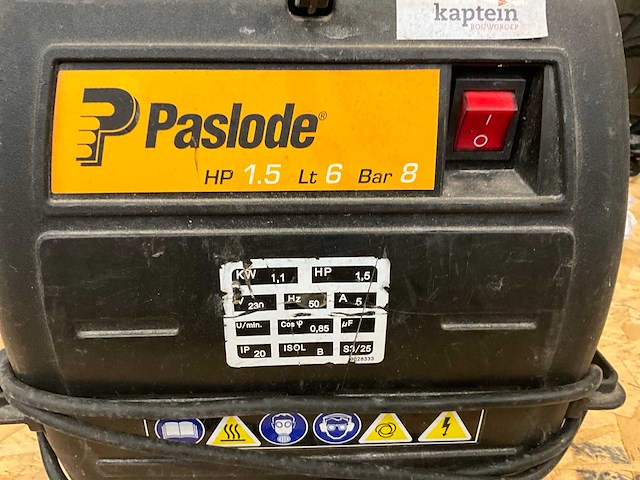 kaptein
BOUWGROEP
Paslode®
HP 1.5 Lt 6 Bar 8
I
O
KW 1,1 HP 1,5
V 230 Hz 50 A 5
U/min. Cos φ 0,85 µF
IP 20 ISOL B S3/25